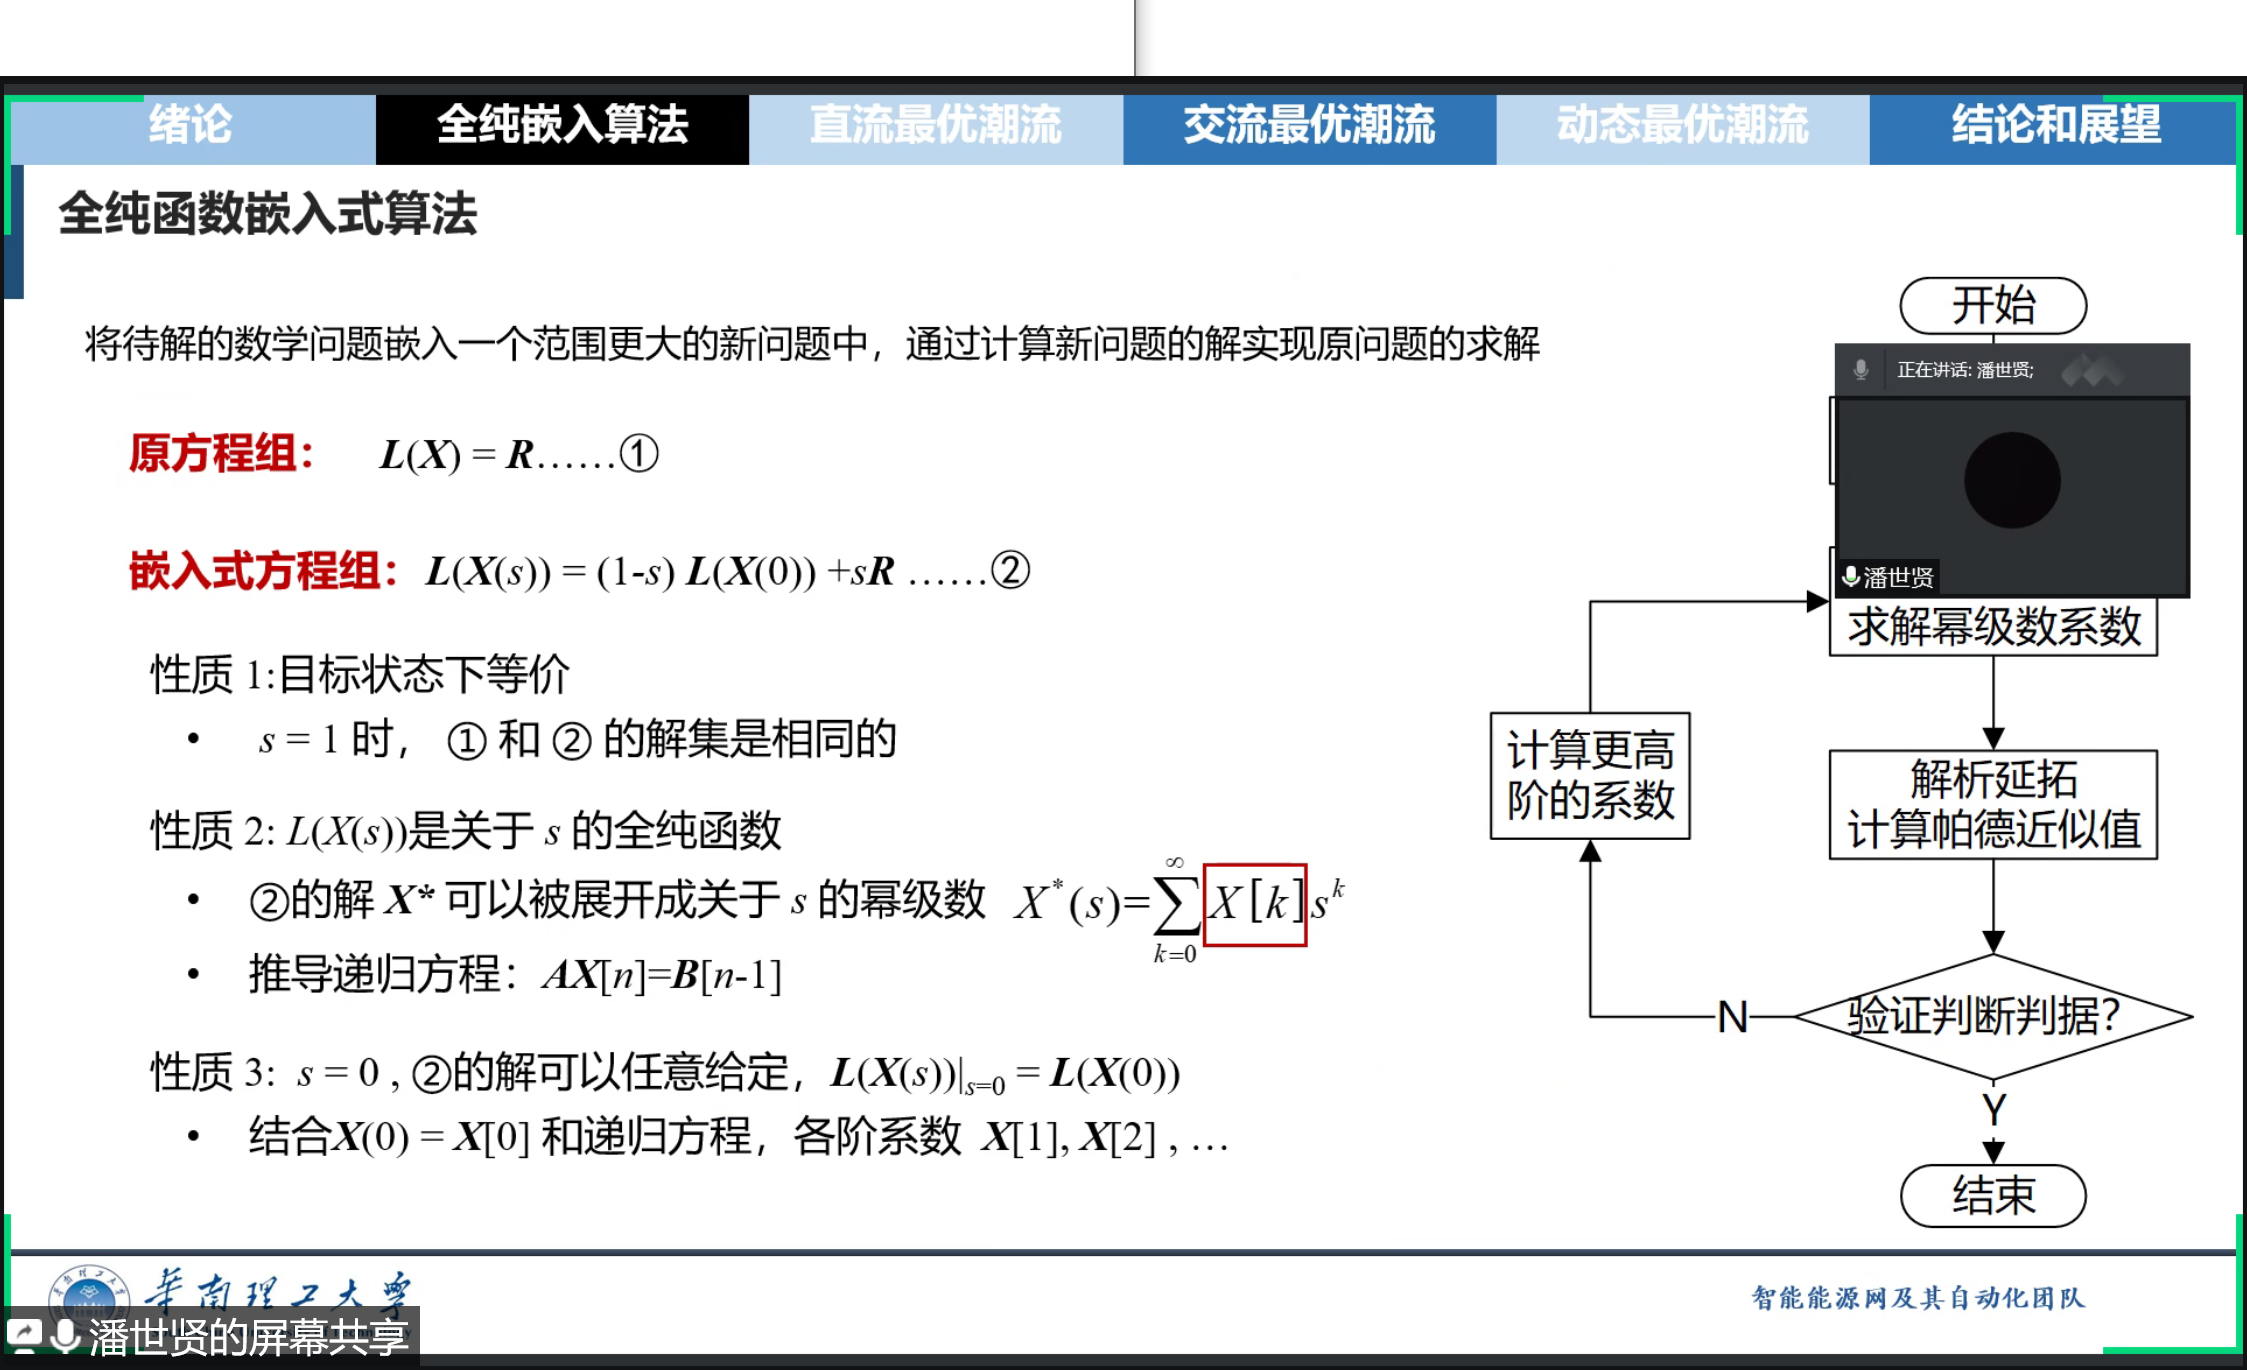 绪论
全纯嵌入算法
直流最优潮流
交流最优潮流
动态最优潮流
结论和展望
全纯函数嵌入式算法
将待解的数学问题嵌入一个范围更大的新问题中，通过计算新问题的解实现原问题的求解
原方程组： L(X) = R……①
嵌入式方程组：L(X(s)) = (1-s) L(X(0)) +sR ……②
性质 1:目标状态下等价
• s = 1 时， ① 和 ② 的解集是相同的
性质 2: L(X(s))是关于 s 的全纯函数
• ②的解 X* 可以被展开成关于 s 的幂级数 X*(s)=∑_{k=0}^{∞} X[k]s^k
• 推导递归方程：AX[n]=B[n-1]
性质 3: s = 0 , ②的解可以任意给定，L(X(s))|s=0 = L(X(0))
• 结合X(0) = X[0] 和递归方程，各阶系数 X[1], X[2] , …
开始
正在讲话: 潘世贤;
潘世贤
求解幂级数系数
计算更高
阶的系数
解析延拓
计算帕德近似值
N
验证判断判据？
Y
结束
华南理工大学
智能能源网及其自动化团队
潘世贤的屏幕共享